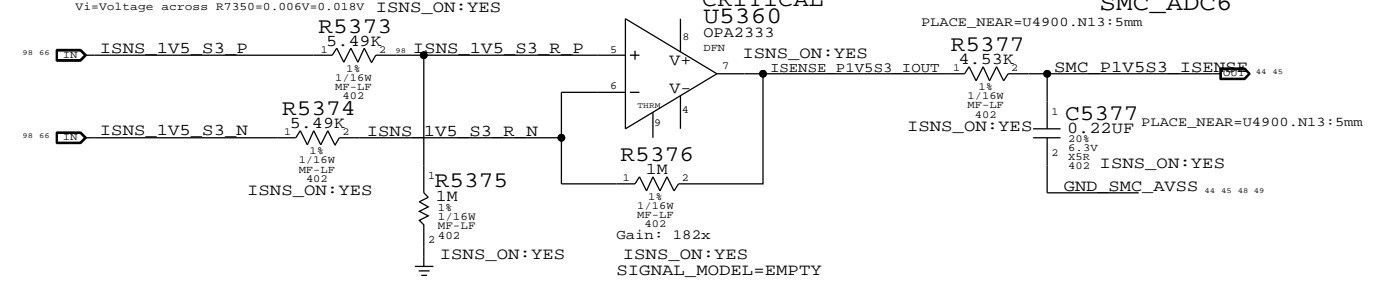 Vi=Voltage across R7350=0.006V=0.018V ISNS_ON:YES
CRITICAL
U5360
OPA2333
DFN
SMC_ADC6
PLACE_NEAR=U4900.N13:5mm
R5373
5.49K
98 66 IN ISNS_1V5_S3_P 1 2 98 ISNS_1V5_S3_R_P 5 +
1%
1/16W
MF-LF
402
ISNS_ON:YES
8
V+
7
6 −
V−
THRM
4
9
ISNS_ON:YES
ISENSE_P1V5S3_IOUT
R5377
4.53K
1 2
1%
1/16W
MF-LF
402
ISNS_ON:YES
SMC_P1V5S3_ISENSE OUT 44 45
1
C5377
0.22UF
PLACE_NEAR=U4900.N13:5mm
20%
6.3V
X5R
402
2
ISNS_ON:YES
GND_SMC_AVSS 44 45 48 49
R5374
5.49K
98 66 IN ISNS_1V5_S3_N 1 2 ISNS_1V5_S3_R_N
1%
1/16W
MF-LF
402
ISNS_ON:YES
1
R5375
1M
1%
1/16W
MF-LF
402
2
ISNS_ON:YES
R5376
1M
1 2
1%
1/16W
MF-LF
402
Gain: 182x
ISNS_ON:YES
SIGNAL_MODEL=EMPTY